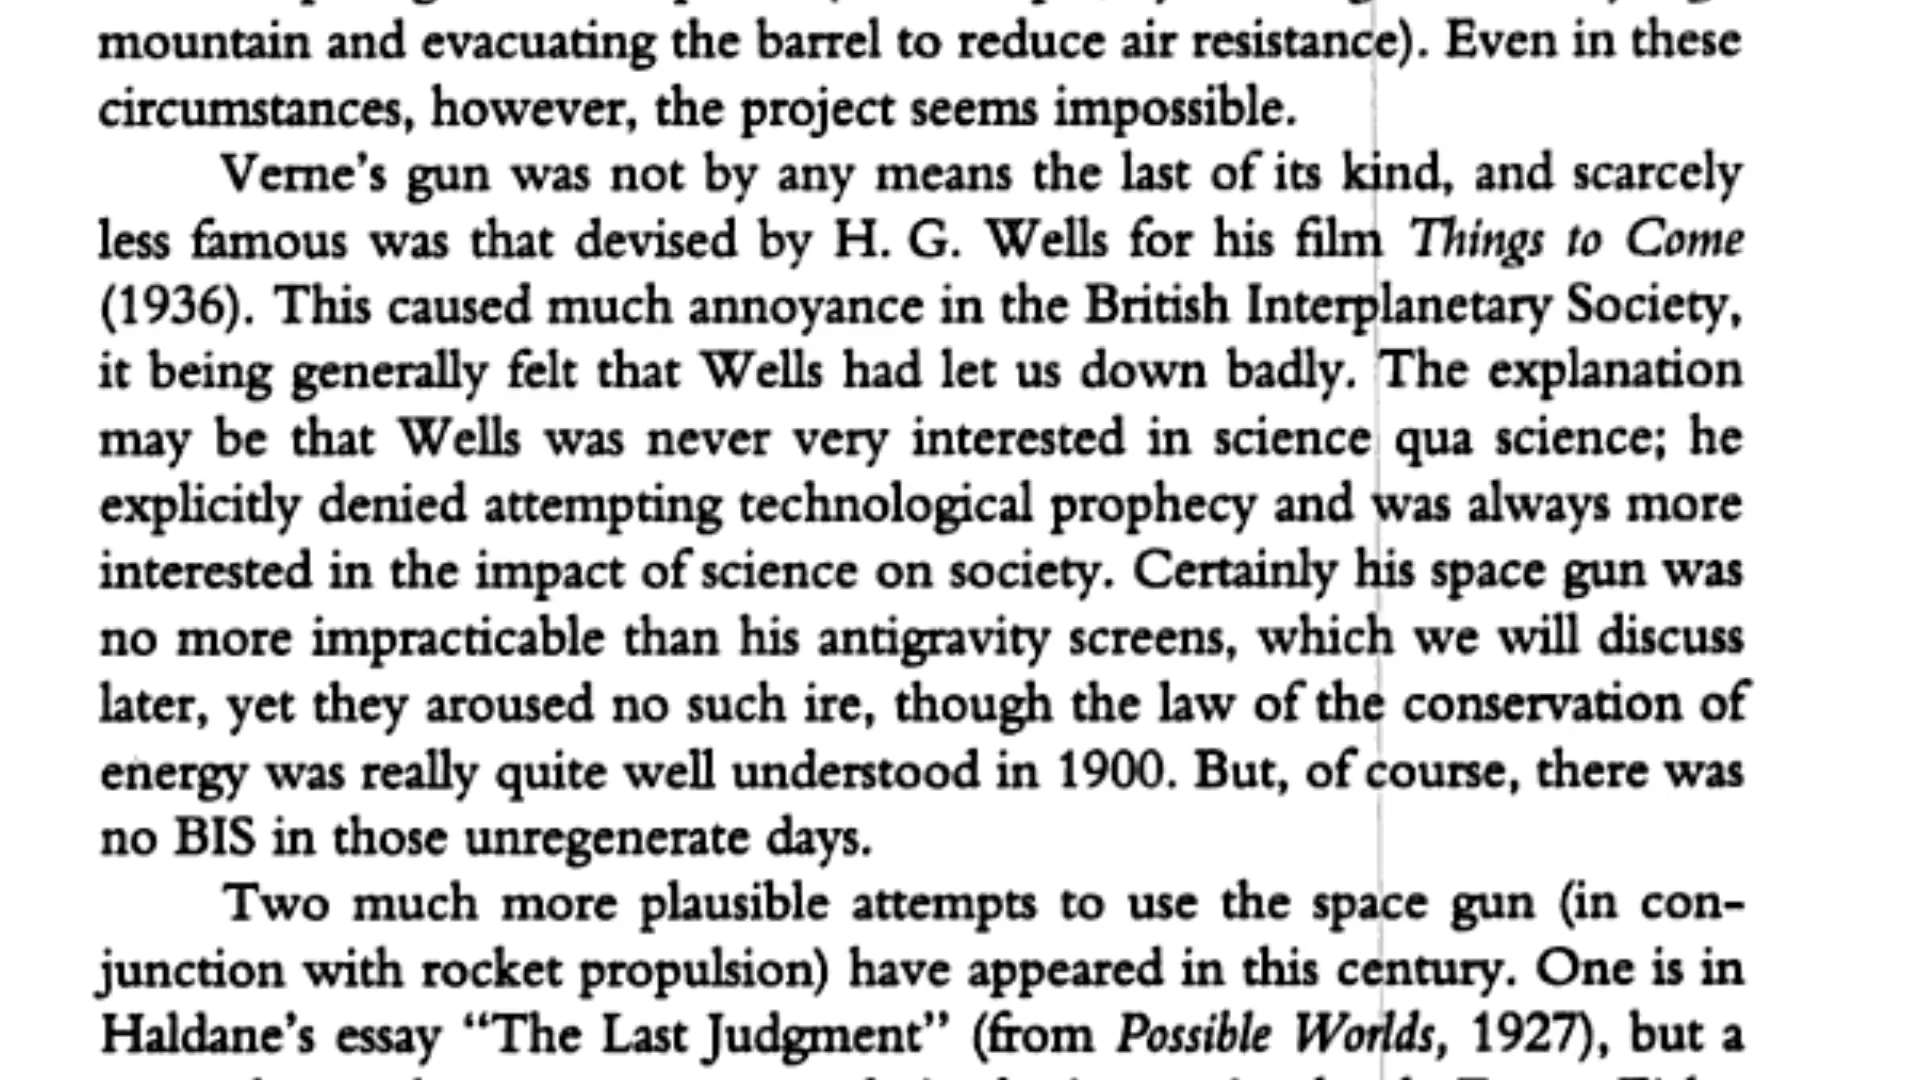 mountain and evacuating the barrel to reduce air resistance). Even in these
circumstances, however, the project seems impossible.
Verne's gun was not by any means the last of its kind, and scarcely
less famous was that devised by H. G. Wells for his film Things to Come
(1936). This caused much annoyance in the British Interplanetary Society,
it being generally felt that Wells had let us down badly. The explanation
may be that Wells was never very interested in science qua science; he
explicitly denied attempting technological prophecy and was always more
interested in the impact of science on society. Certainly his space gun was
no more impracticable than his antigravity screens, which we will discuss
later, yet they aroused no such ire, though the law of the conservation of
energy was really quite well understood in 1900. But, of course, there was
no BIS in those unregenerate days.
Two much more plausible attempts to use the space gun (in con-
junction with rocket propulsion) have appeared in this century. One is in
Haldane's essay “The Last Judgment” (from Possible Worlds, 1927), but a